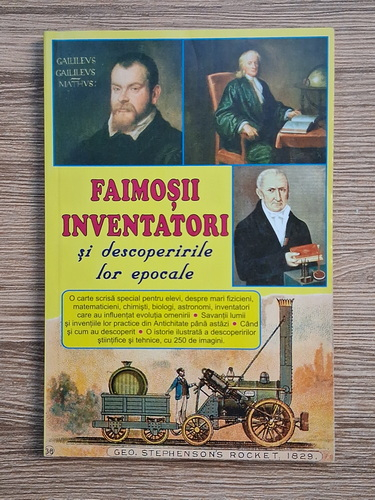 GALILEVS
GALILEVS
MATHVS:
FAIMOȘII
INVENTATORI
și descoperirile
lor epocale
O carte scrisă special pentru elevi, despre mari fizicieni,
matematicieni, chimiști, biologi, astronomi, inventatori
care au influențat evoluția omenirii • Savanții lumii
și invențiile lor practice din Antichitate până astăzi • Când
și cum au descoperit • O istorie ilustrată a descoperirilor
științifice și tehnice, cu 250 de imagini.
GEO. STEPHENSON'S ROCKET. 1829.